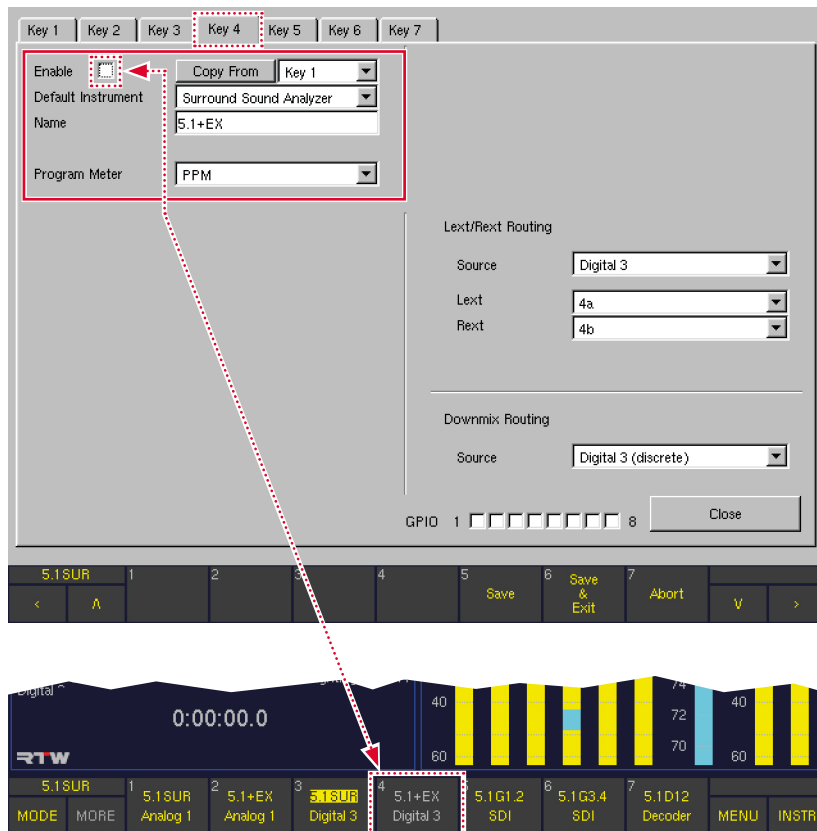 Key 1 Key 2 Key 3 Key 4 Key 5 Key 6 Key 7
Enable Copy From Key 1
Default Instrument Surround Sound Analyzer
Name 5.1+EX
Program Meter PPM
Lext/Rext Routing
Source Digital 3
Lext 4a
Rext 4b
Downmix Routing
Source Digital 3 (discrete)
GPIO 1 8 Close
5.1SUR 1 2 3 4 5 Save 6 Save & Exit 7 Abort
< Λ V >
Digital
0:00:00.0
40 74 40
72
70
60 60
RTW
5.1SUR 1 5.1SUR 2 5.1+EX 3 5.1SUR 4 5.1+EX 5.1G1.2 6 5.1G3.4 7 5.1D12
MODE MORE Analog 1 Analog 1 Digital 3 Digital 3 SDI SDI Decoder MENU INSTR